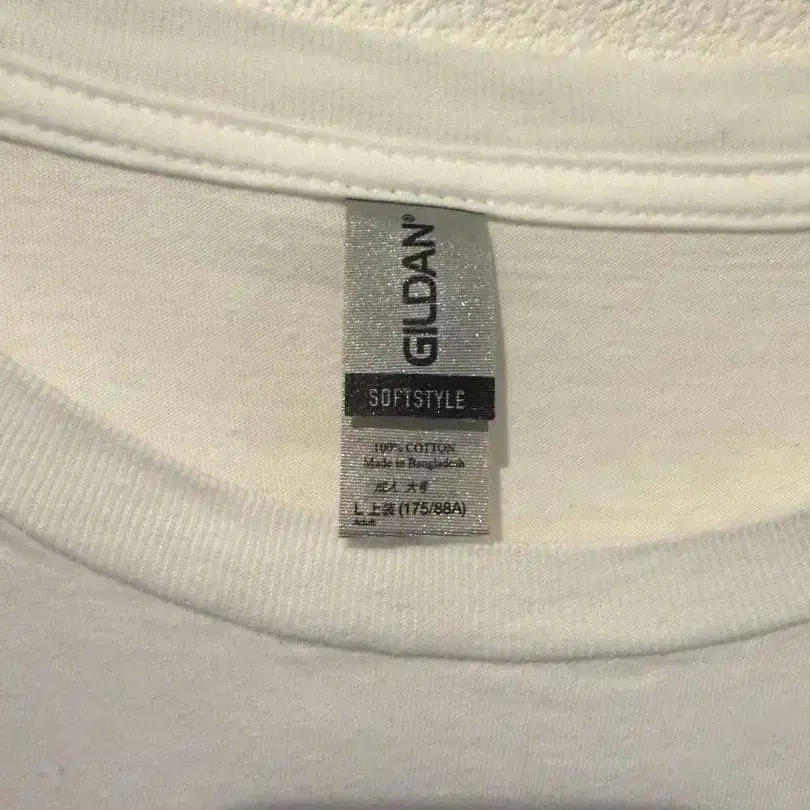 GILDAN®
SOFTSTYLE
100% COTTON
Made in Bangladesh
成人 大号
L 上装 (175/88A)
Adult